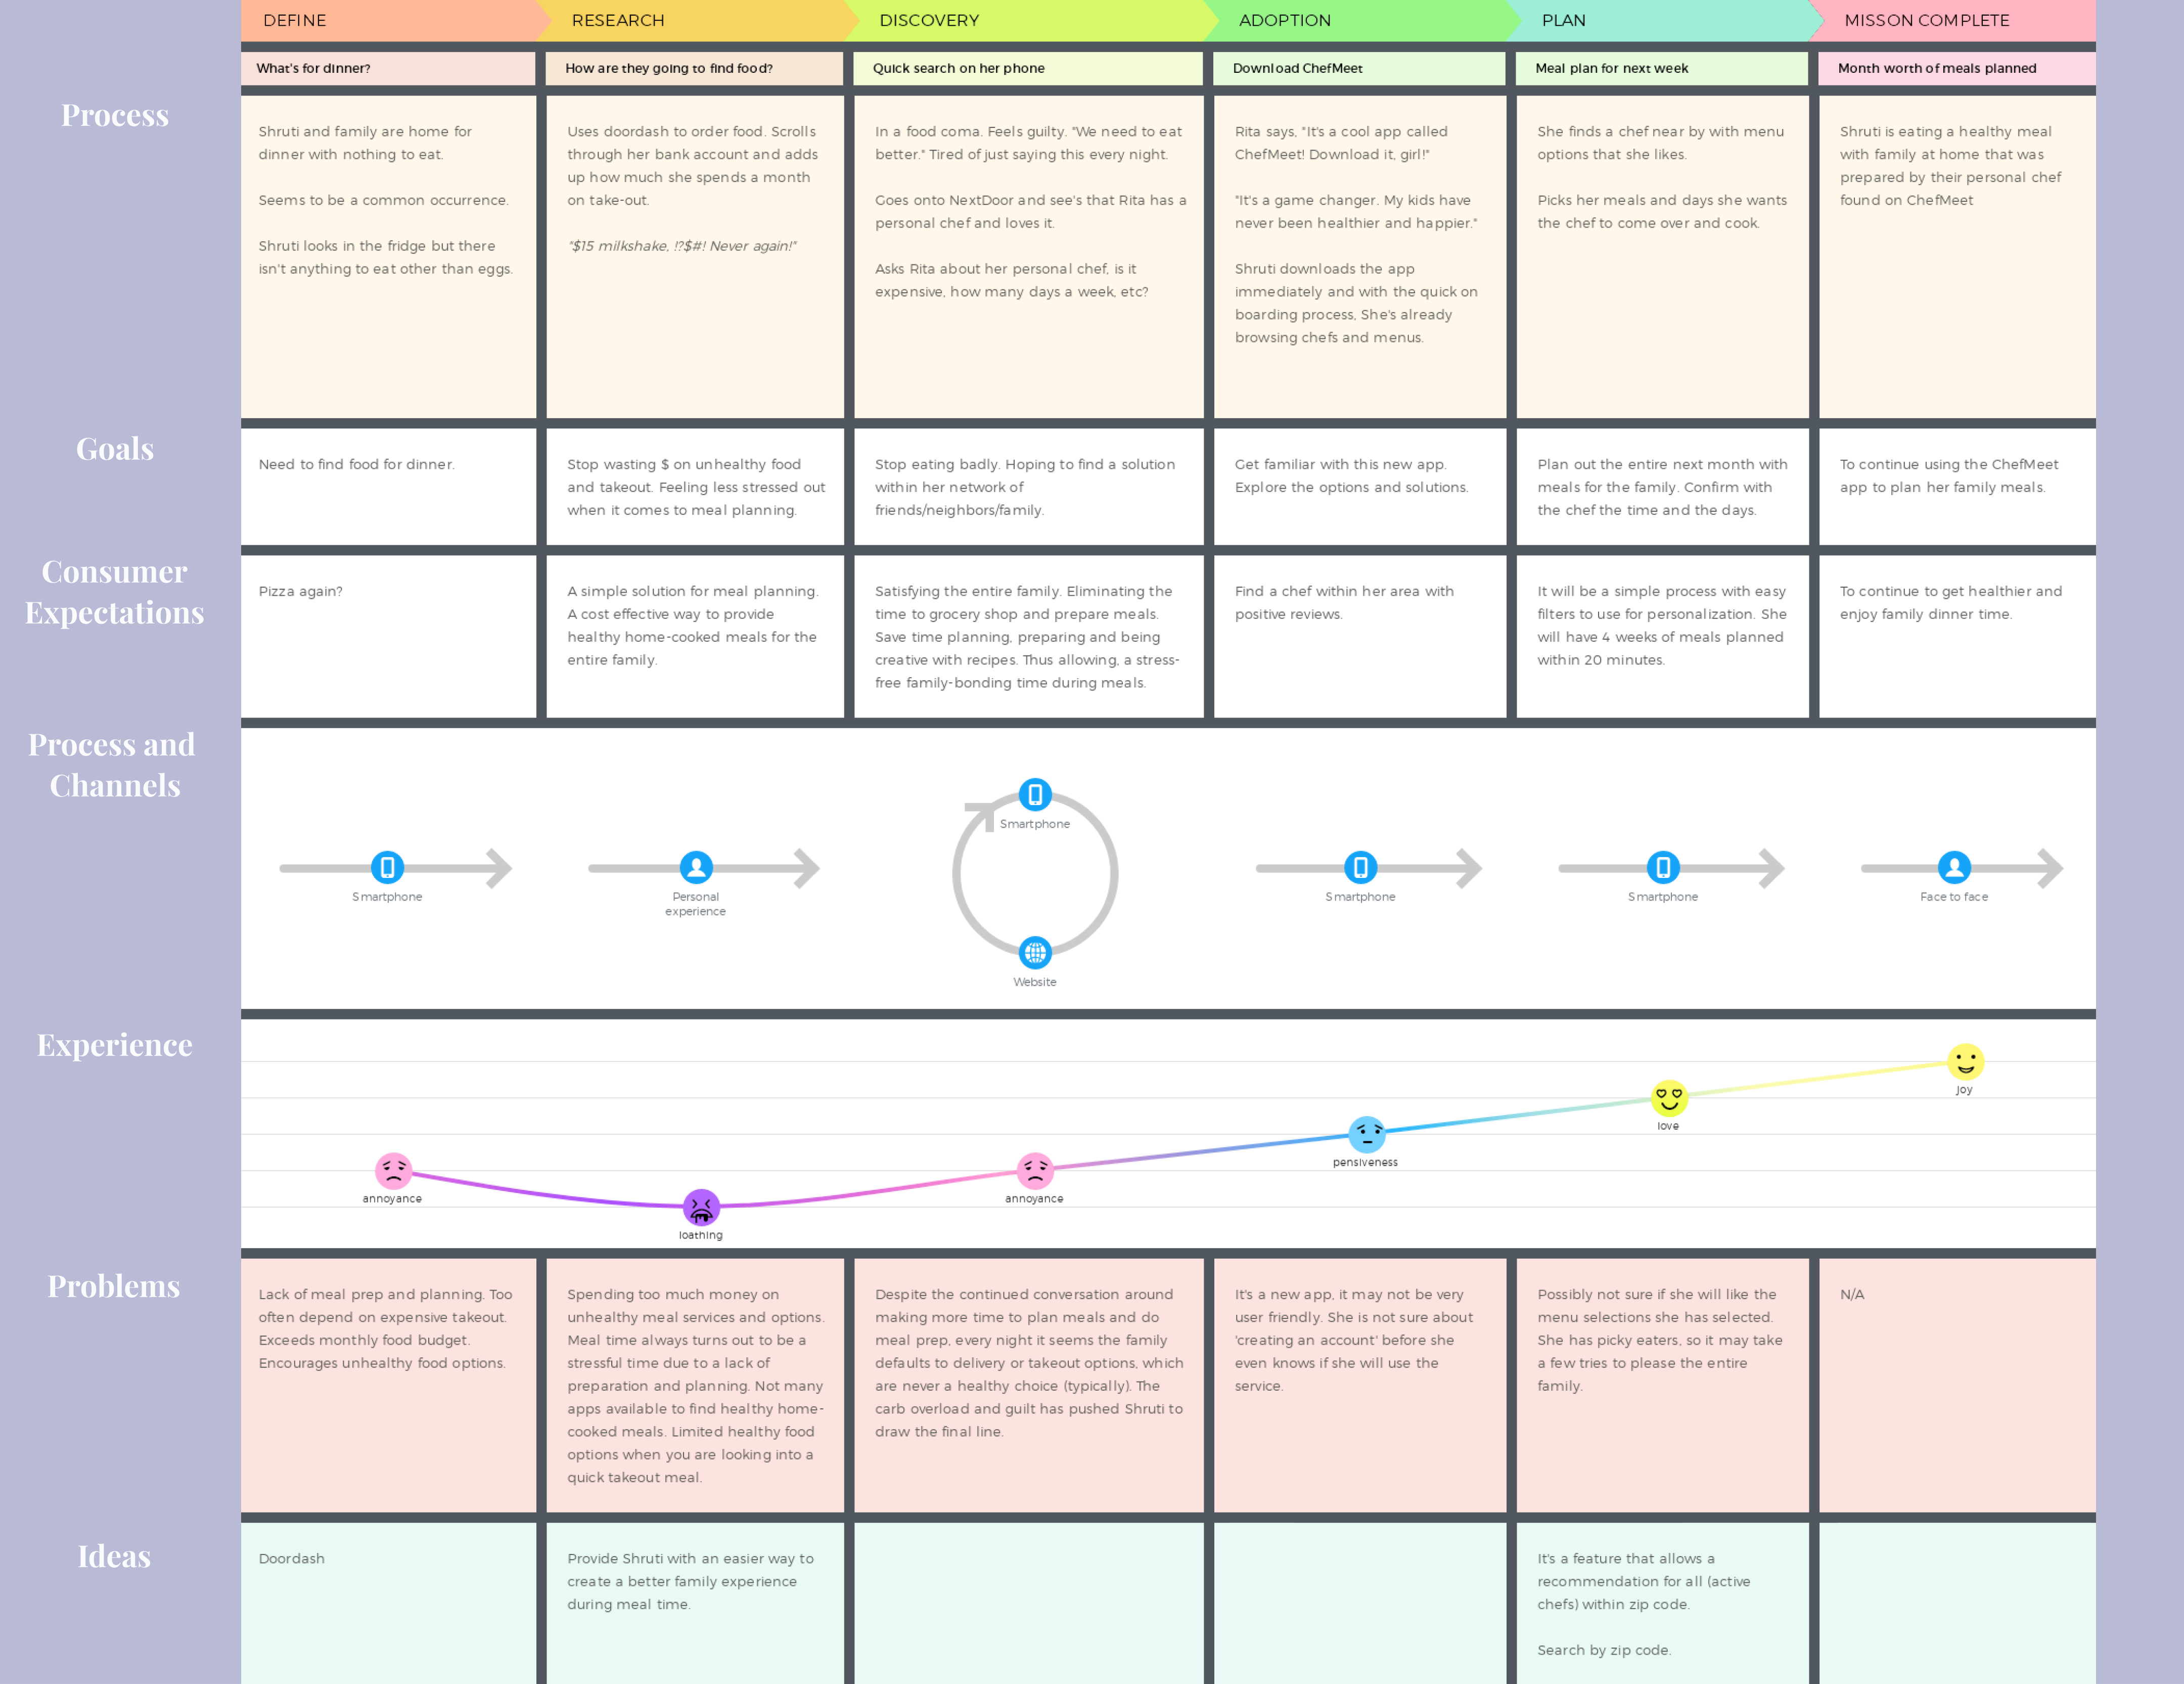 DEFINE
RESEARCH
DISCOVERY
ADOPTION
PLAN
MISSON COMPLETE
What's for dinner?
How are they going to find food?
Quick search on her phone
Download ChefMeet
Meal plan for next week
Month worth of meals planned
Process
Shruti and family are home for
dinner with nothing to eat.
Seems to be a common occurrence.
Shruti looks in the fridge but there
isn't anything to eat other than eggs.
Uses doordash to order food. Scrolls
through her bank account and adds
up how much she spends a month
on take-out.
"$15 milkshake, !?$#! Never again!"
In a food coma. Feels guilty. "We need to eat
better." Tired of just saying this every night.
Goes onto NextDoor and see's that Rita has a
personal chef and loves it.
Asks Rita about her personal chef, is it
expensive, how many days a week, etc?
Rita says, "It's a cool app called
ChefMeet! Download it, girl!"
"It's a game changer. My kids have
never been healthier and happier."
Shruti downloads the app
immediately and with the quick on
boarding process, She's already
browsing chefs and menus.
She finds a chef near by with menu
options that she likes.
Picks her meals and days she wants
the chef to come over and cook.
Shruti is eating a healthy meal
with family at home that was
prepared by their personal chef
found on ChefMeet
Goals
Need to find food for dinner.
Stop wasting $ on unhealthy food
and takeout. Feeling less stressed out
when it comes to meal planning.
Stop eating badly. Hoping to find a solution
within her network of
friends/neighbors/family.
Get familiar with this new app.
Explore the options and solutions.
Plan out the entire next month with
meals for the family. Confirm with
the chef the time and the days.
To continue using the ChefMeet
app to plan her family meals.
Consumer
Expectations
Pizza again?
A simple solution for meal planning.
A cost effective way to provide
healthy home-cooked meals for the
entire family.
Satisfying the entire family. Eliminating the
time to grocery shop and prepare meals.
Save time planning, preparing and being
creative with recipes. Thus allowing, a stress-
free family-bonding time during meals.
Find a chef within her area with
positive reviews.
It will be a simple process with easy
filters to use for personalization. She
will have 4 weeks of meals planned
within 20 minutes.
To continue to get healthier and
enjoy family dinner time.
Process and
Channels
Smartphone
Personal
experience
Smartphone
Website
Smartphone
Smartphone
Face to face
Experience
annoyance
loathing
annoyance
pensiveness
love
joy
Problems
Lack of meal prep and planning. Too
often depend on expensive takeout.
Exceeds monthly food budget.
Encourages unhealthy food options.
Spending too much money on
unhealthy meal services and options.
Meal time always turns out to be a
stressful time due to a lack of
preparation and planning. Not many
apps available to find healthy home-
cooked meals. Limited healthy food
options when you are looking into a
quick takeout meal.
Despite the continued conversation around
making more time to plan meals and do
meal prep, every night it seems the family
defaults to delivery or takeout options, which
are never a healthy choice (typically). The
carb overload and guilt has pushed Shruti to
draw the final line.
It's a new app, it may not be very
user friendly. She is not sure about
'creating an account' before she
even knows if she will use the
service.
Possibly not sure if she will like the
menu selections she has selected.
She has picky eaters, so it may take
a few tries to please the entire
family.
N/A
Ideas
Doordash
Provide Shruti with an easier way to
create a better family experience
during meal time.
It's a feature that allows a
recommendation for all (active
chefs) within zip code.
Search by zip code.